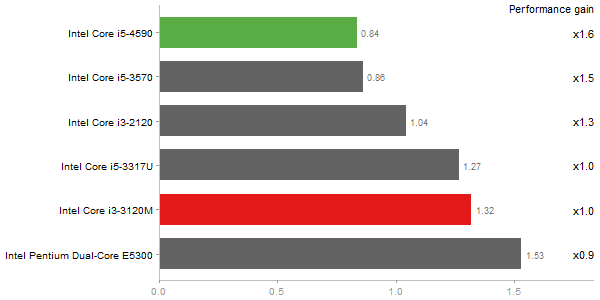 Performance gain
Intel Core i5-4590 0.84 x1.6
Intel Core i5-3570 0.86 x1.5
Intel Core i3-2120 1.04 x1.3
Intel Core i5-3317U 1.27 x1.0
Intel Core i3-3120M 1.32 x1.0
Intel Pentium Dual-Core E5300 1.53 x0.9
0.0 0.5 1.0 1.5